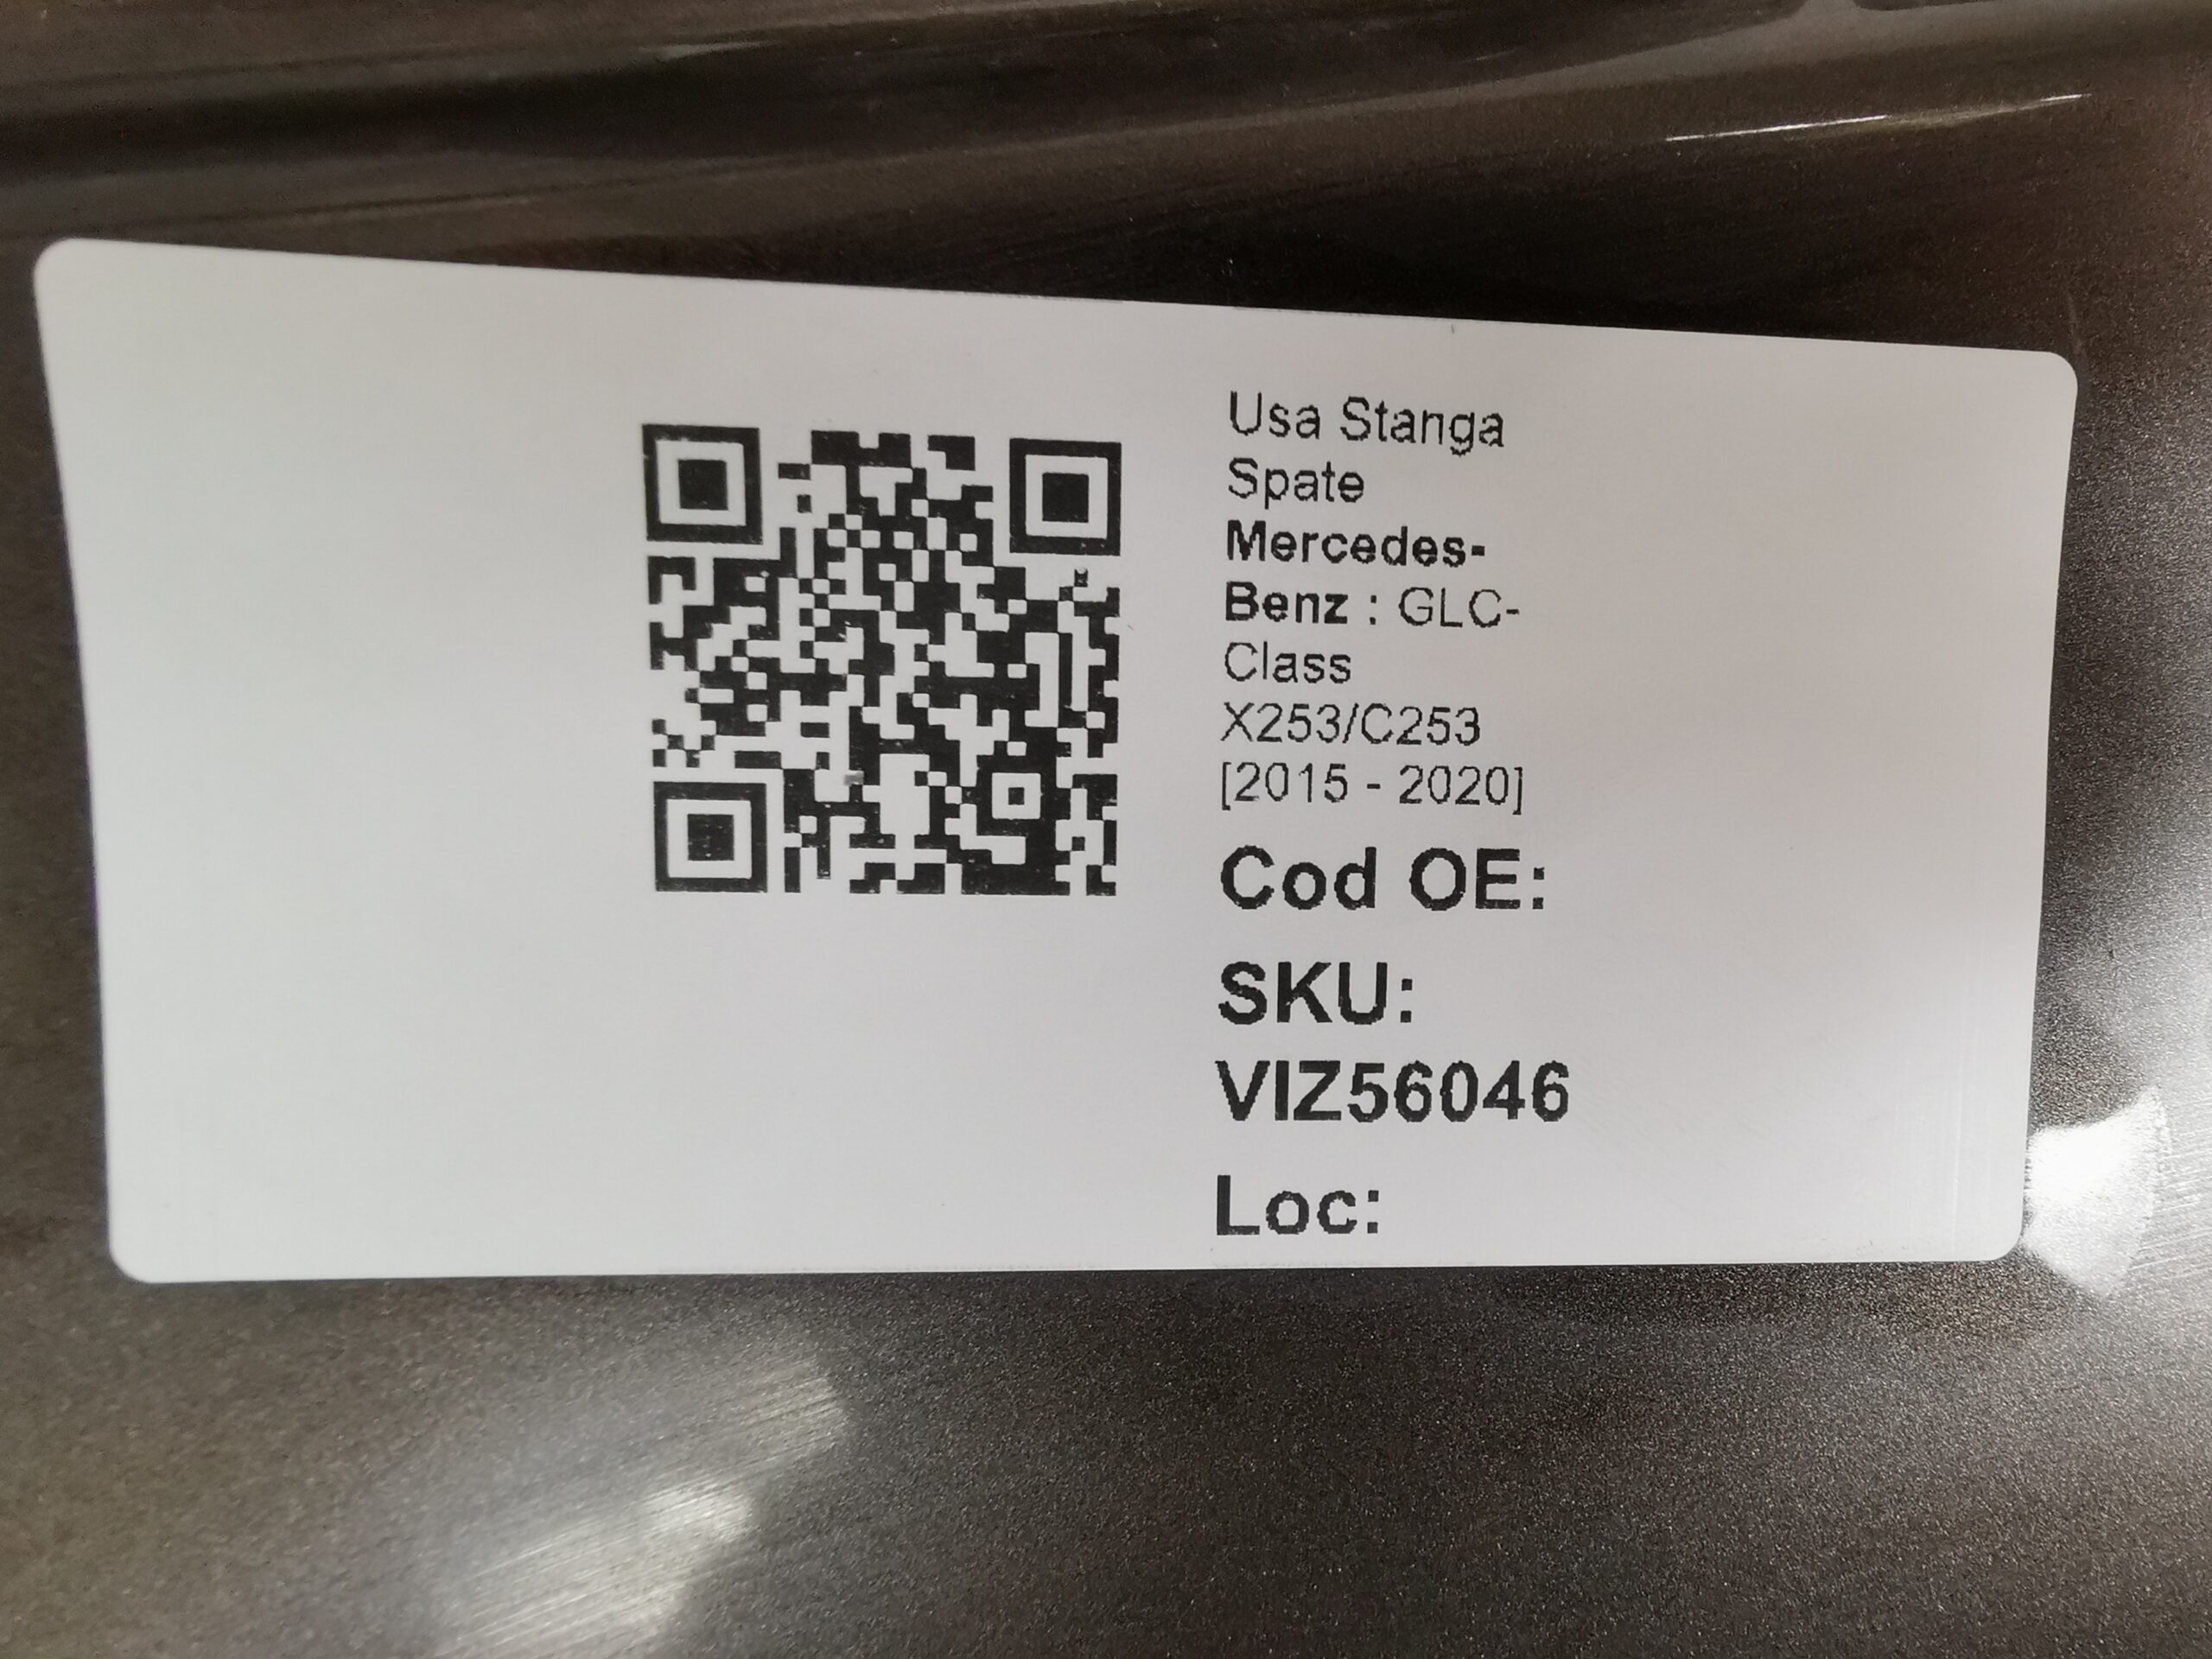 Usa Stanga
Spate
Mercedes-
Benz : GLC-
Class
X253/C253
[2015 - 2020]
Cod OE:
SKU:
VIZ56046
Loc: